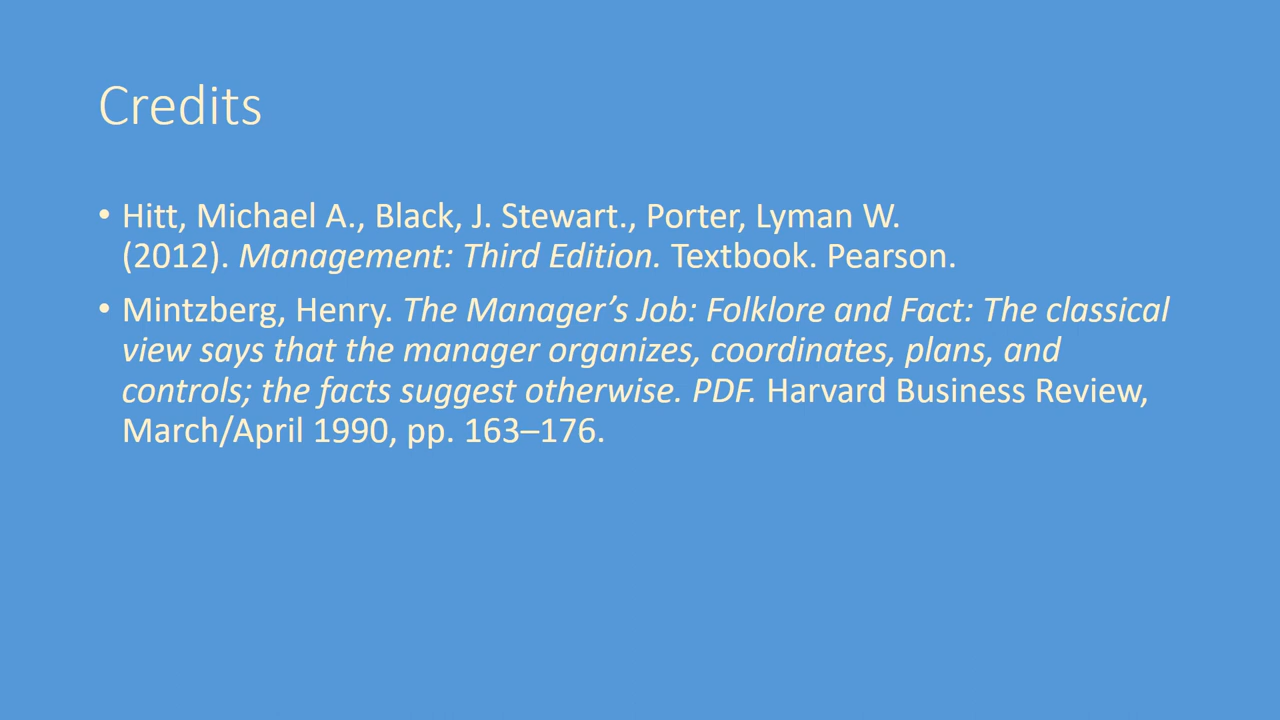 Credits
• Hitt, Michael A., Black, J. Stewart., Porter, Lyman W.
(2012). Management: Third Edition. Textbook. Pearson.
• Mintzberg, Henry. The Manager’s Job: Folklore and Fact: The classical
view says that the manager organizes, coordinates, plans, and
controls; the facts suggest otherwise. PDF. Harvard Business Review,
March/April 1990, pp. 163–176.